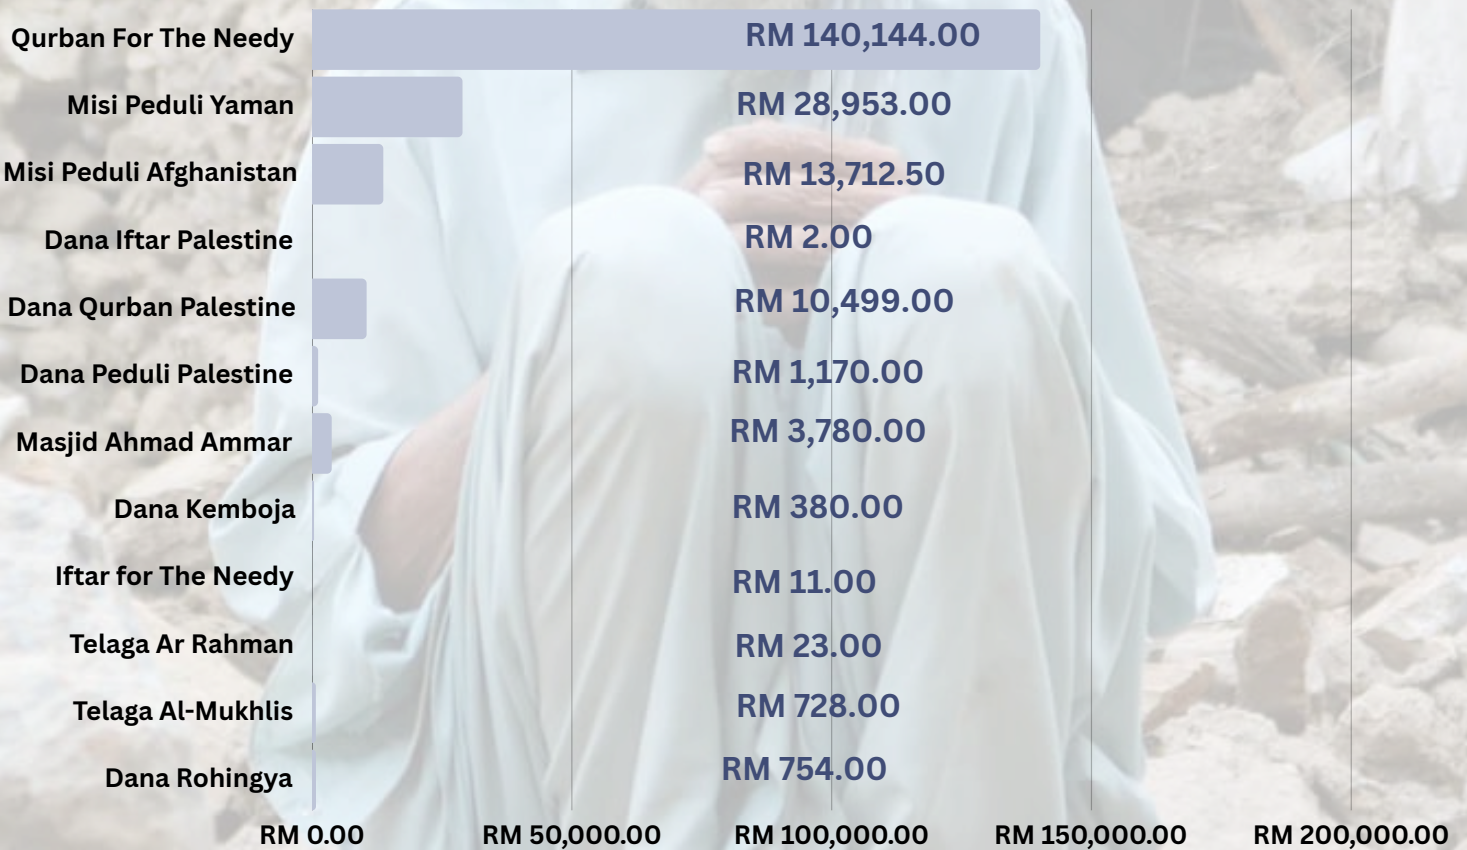 Qurban For The Needy RM 140,144.00
Misi Peduli Yaman RM 28,953.00
Misi Peduli Afghanistan RM 13,712.50
Dana Iftar Palestine RM 2.00
Dana Qurban Palestine RM 10,499.00
Dana Peduli Palestine RM 1,170.00
Masjid Ahmad Ammar RM 3,780.00
Dana Kemboja RM 380.00
Iftar for The Needy RM 11.00
Telaga Ar Rahman RM 23.00
Telaga Al-Mukhlis RM 728.00
Dana Rohingya RM 754.00
RM 0.00 RM 50,000.00 RM 100,000.00 RM 150,000.00 RM 200,000.00